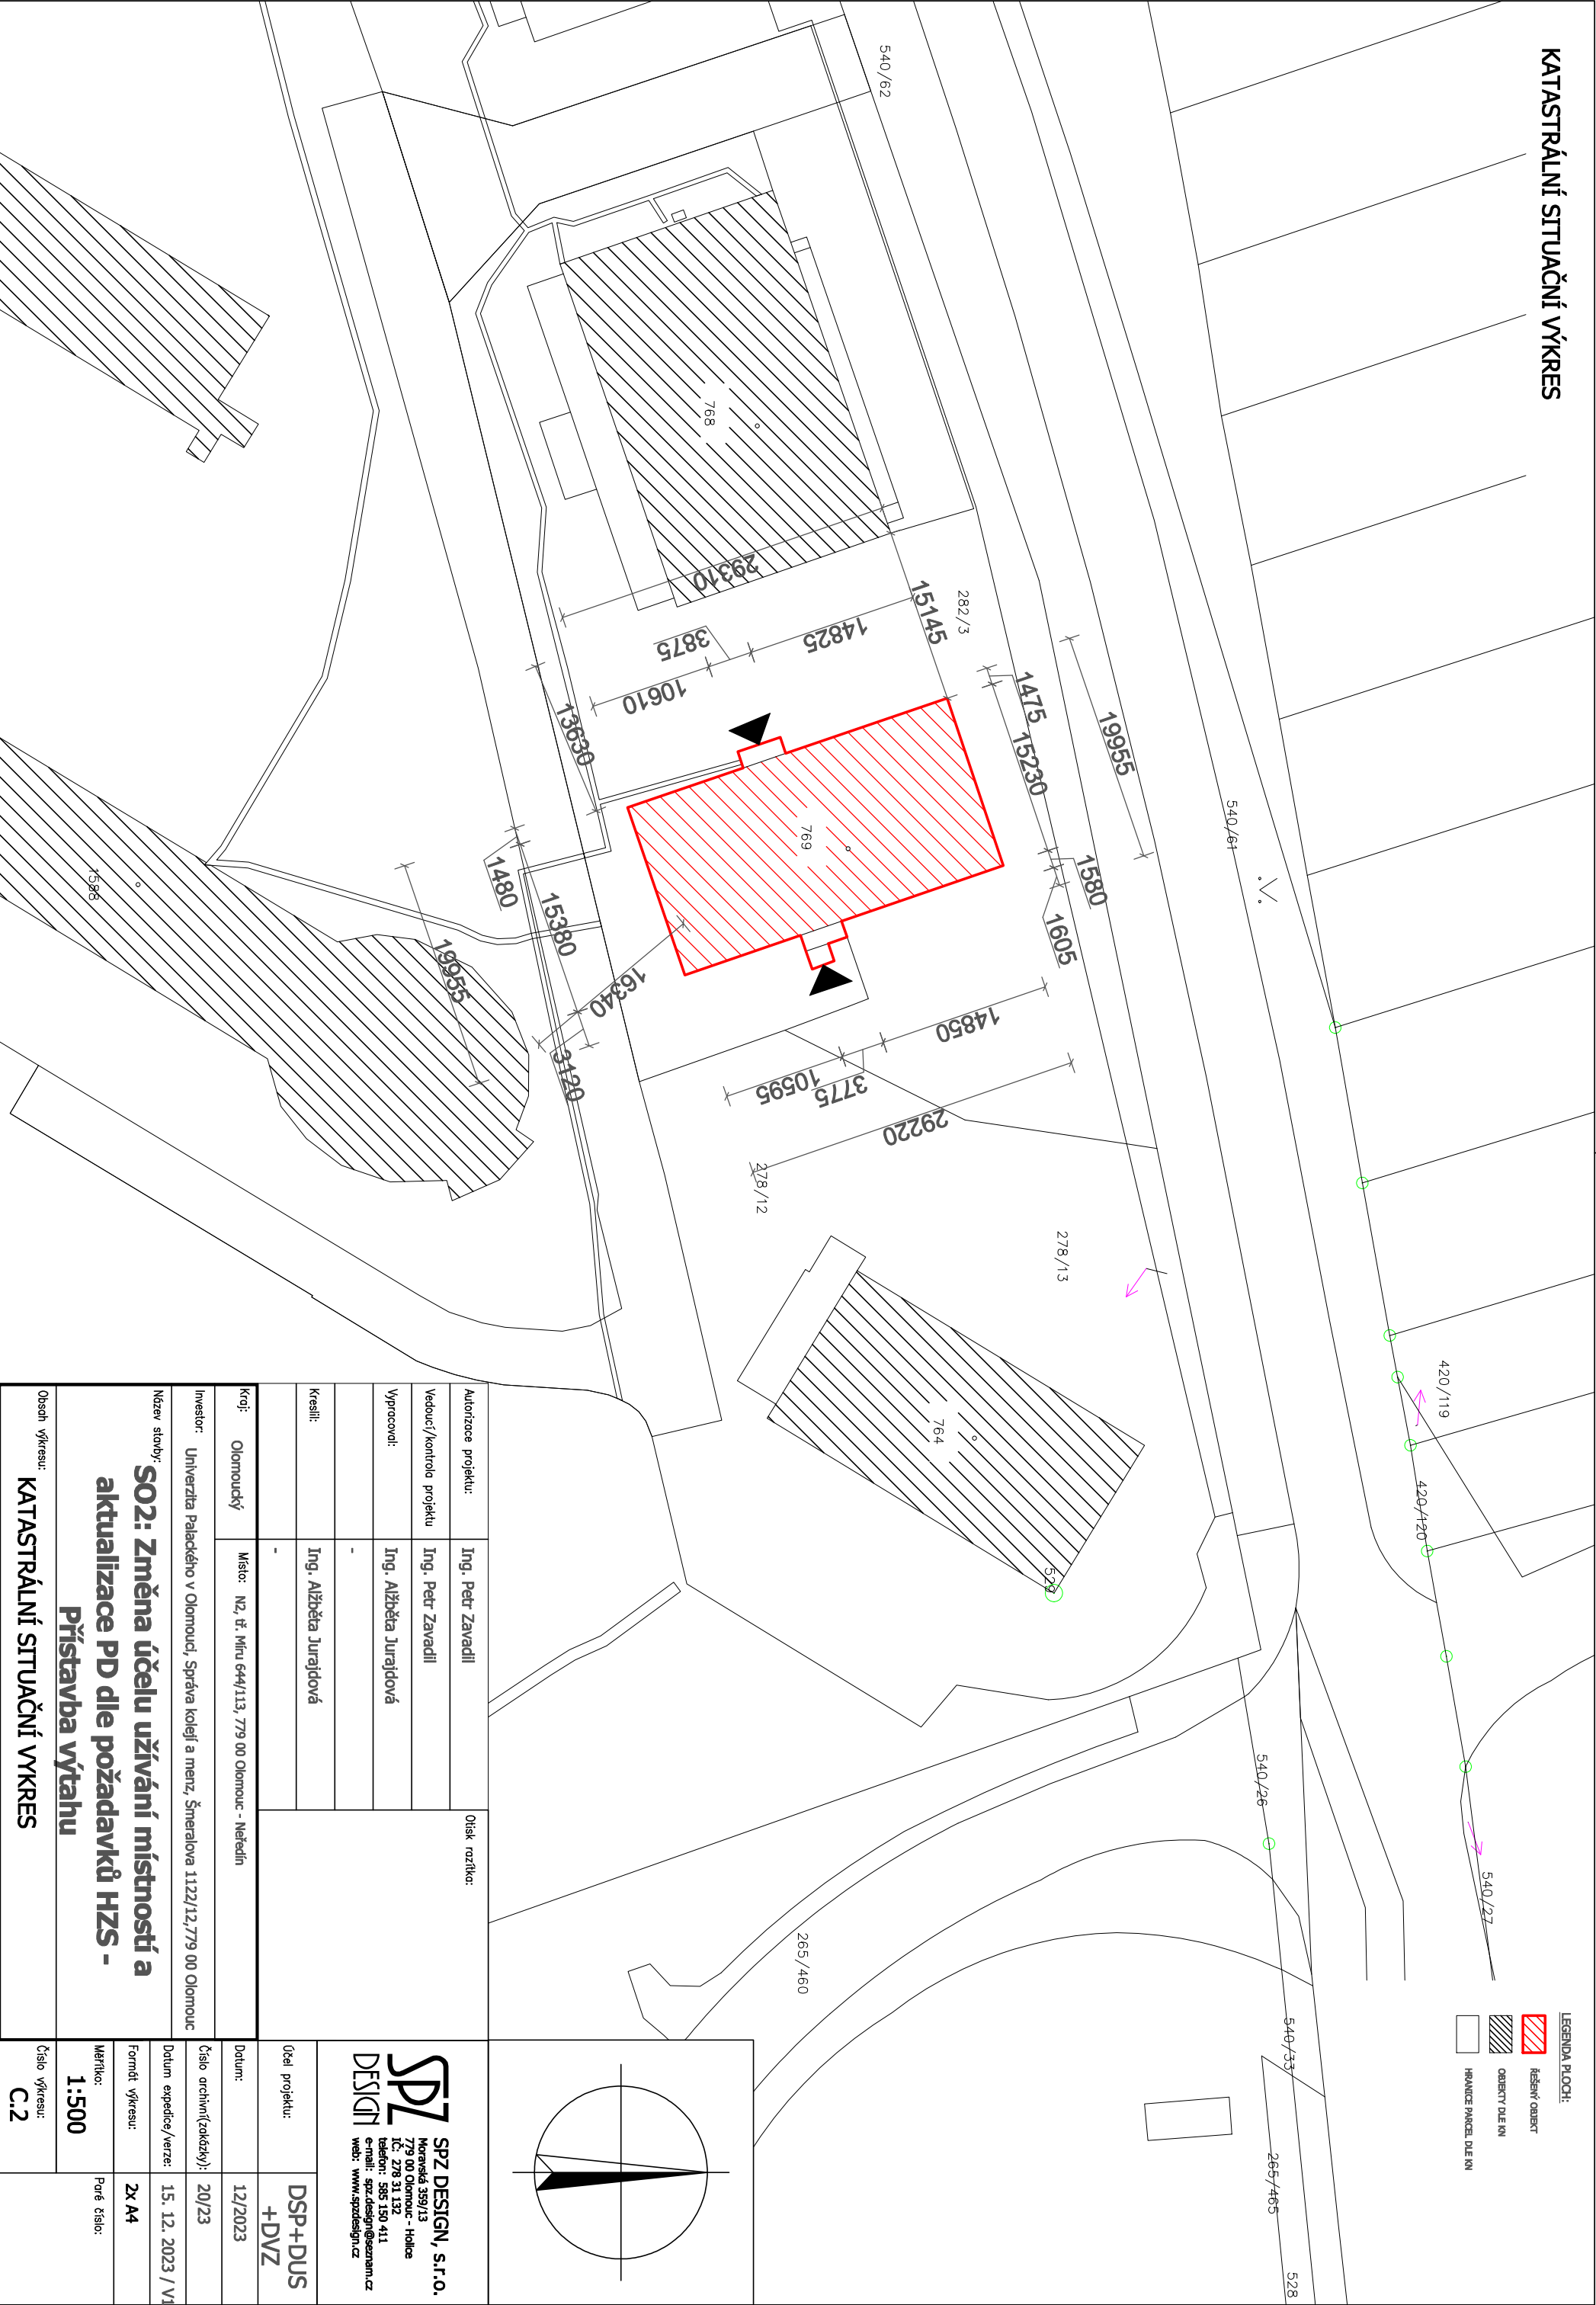 KATASTRÁLNÍ SITUAČNÍ VÝKRES
LEGENDA PLOCH:
ŘEŠENÝ OBJEKT
OBJEKTY DLE KN
HRANICE PARCEL DLE KN
540/62
282/3
540/61
420/119
420/120
540/27
540/26
540/33
265/465
528
265/460
278/13
278/12
529
768
769
764
1588
29310
15145
14825
3875
10610
13630
1475
15230
19955
1580
1605
14850
3775
10595
29220
1480
15380
16340
3120
19955
Autorizace projektu:
Ing. Petr Zavadil
Otisk razítka:
Vedoucí/kontrola projektu
Ing. Petr Zavadil
Vypracoval:
Ing. Alžběta Jurajdová
-
Kreslil:
Ing. Alžběta Jurajdová
-
Kraj:
Olomoucký
Místo: N2, tř. Míru 644/113, 779 00 Olomouc - Neředín
Investor: Univerzita Palackého v Olomouci, Správa kolejí a menz, Šmeralova 1122/12,779 00 Olomouc
Název stavby:
SO2: Změna účelu užívání místností a
aktualizace PD dle požadavků HZS -
Přístavba výtahu
Obsah výkresu:
KATASTRÁLNÍ SITUAČNÍ VÝKRES
SPZ
DESIGN
SPZ DESIGN, s.r.o.
Moravská 359/13
779 00 Olomouc - Holice
IČ: 278 31 132
telefon: 585 150 411
e-mail: spz.design@seznam.cz
web: www.spzdesign.cz
Účel projektu:
DSP+DUS
+DVZ
Datum:
12/2023
Číslo archivní(zakázky):
20/23
Datum expedice/verze:
15. 12. 2023 / V1
Formát výkresu:
2x A4
Měřítko:
1:500
Paré číslo:
Číslo výkresu:
C.2